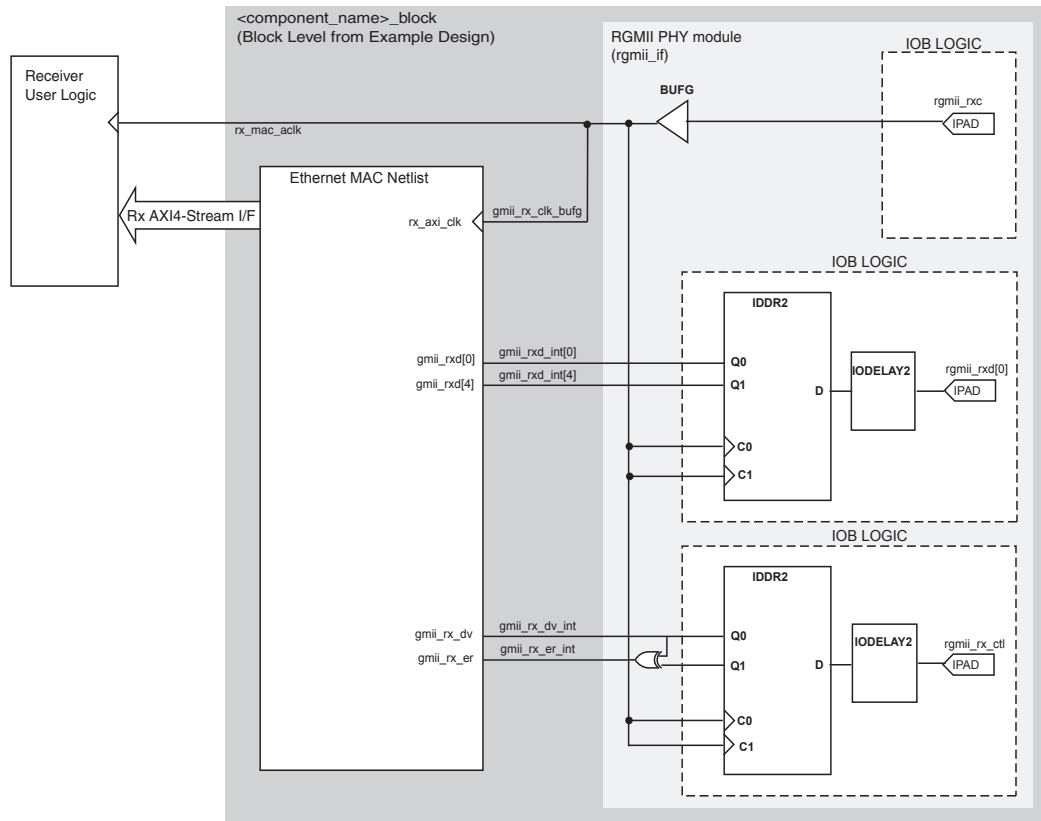 <component_name>_block
(Block Level from Example Design)
RGMII PHY module
(rgmii_if)
IOB LOGIC
Receiver
User Logic
BUFG
rgmii_rxc
IPAD
rx_mac_aclk
Ethernet MAC Netlist
Rx AXI4-Stream I/F
rx_axi_clk
gmii_rx_clk_bufg
IOB LOGIC
IDDR2
gmii_rxd[0]
gmii_rxd_int[0]
Q0
gmii_rxd[4]
gmii_rxd_int[4]
Q1
D
IODELAY2
rgmii_rxd[0]
IPAD
C0
C1
IOB LOGIC
IDDR2
gmii_rx_dv
gmii_rx_dv_int
Q0
gmii_rx_er
gmii_rx_er_int
Q1
D
IODELAY2
rgmii_rx_ctl
IPAD
C0
C1